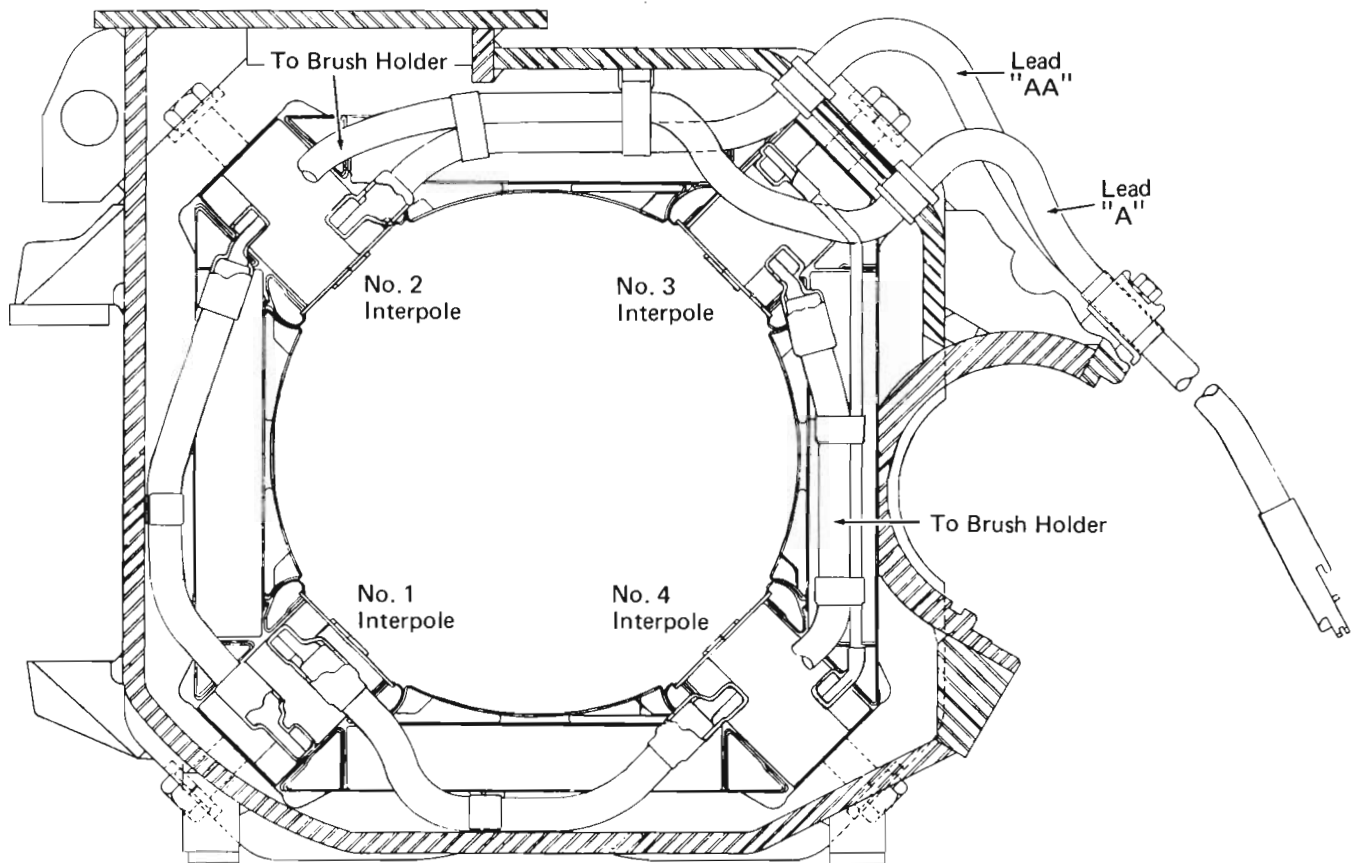 To Brush Holder
Lead
"AA"
Lead
"A"
No. 2
Interpole
No. 3
Interpole
To Brush Holder
No. 1
Interpole
No. 4
Interpole